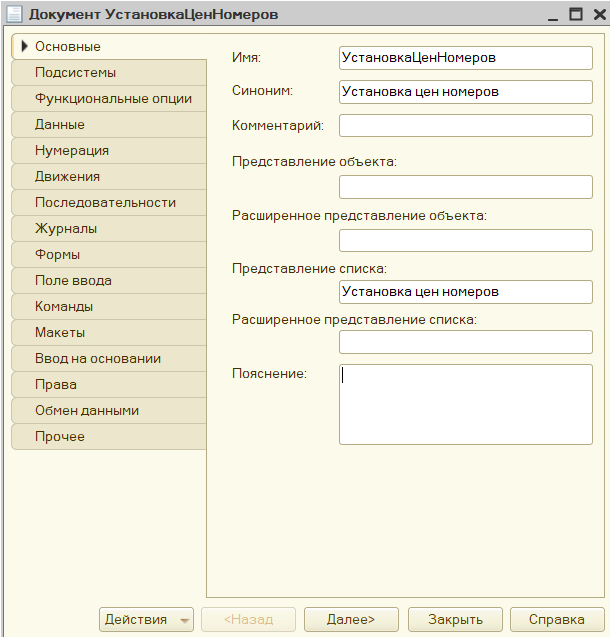 Документ УстановкаЦенНомеров
Основные
Подсистемы
Функциональные опции
Данные
Нумерация
Движения
Последовательности
Журналы
Формы
Поле ввода
Команды
Макеты
Ввод на основании
Права
Обмен данными
Прочее
Имя: УстановкаЦенНомеров
Синоним: Установка цен номеров
Комментарий:
Представление объекта:
Расширенное представление объекта:
Представление списка:
Установка цен номеров
Расширенное представление списка:
Пояснение:
Действия <Назад Далее> Закрыть Справка